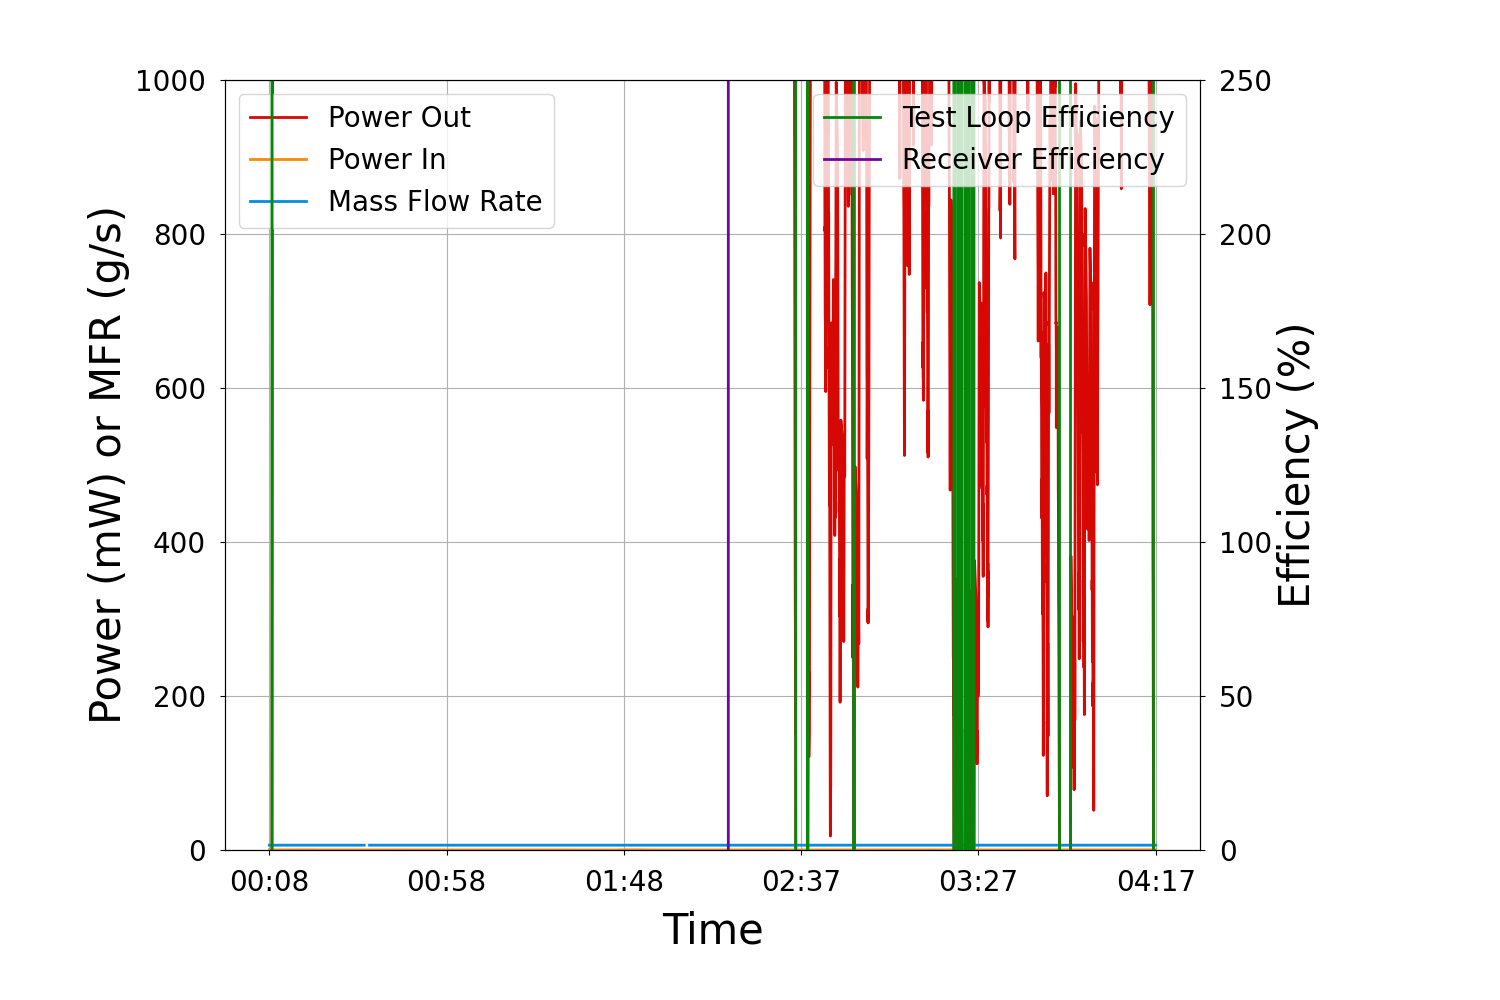 1000
800
600
400
200
0
Power (mW) or MFR (g/s)
Power Out
Power In
Mass Flow Rate
Test Loop Efficiency
Receiver Efficiency
250
200
150
100
50
0
Efficiency (%)
00:08 00:58 01:48 02:37 03:27 04:17
Time